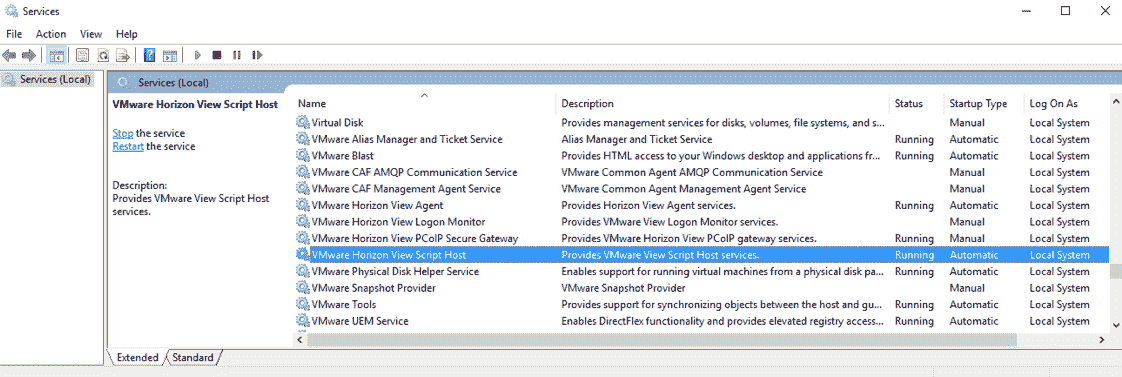 Services
File Action View Help
Services (Local)
Services (Local)
VMware Horizon View Script Host
Stop the service
Restart the service
Description:
Provides VMware View Script Host
services.
Name Description Status Startup Type Log On As
Virtual Disk Provides management services for disks, volumes, file systems, and s... Manual Local System
VMware Alias Manager and Ticket Service Alias Manager and Ticket Service Running Automatic Local System
VMware Blast Provides HTML access to your Windows desktop and applications fr... Running Automatic Local System
VMware CAF AMQP Communication Service VMware Common Agent AMQP Communication Service Manual Local System
VMware CAF Management Agent Service VMware Common Agent Management Agent Service Manual Local System
VMware Horizon View Agent Provides Horizon View Agent services. Running Automatic Local System
VMware Horizon View Logon Monitor Provides VMware View Logon Monitor services. Manual Local System
VMware Horizon View PCoIP Secure Gateway Provides VMware Horizon View PCoIP gateway services. Running Automatic Local System
VMware Horizon View Script Host Provides VMware View Script Host services. Running Automatic Local System
VMware Physical Disk Helper Service Enables support for running virtual machines from a physical disk pa... Running Automatic Local System
VMware Snapshot Provider VMware Snapshot Provider Manual Local System
VMware Tools Provides support for synchronizing objects between the host and gu... Running Automatic Local System
VMware UEM Service Enables DirectFlex functionality and provides elevated registry access... Running Automatic Local System
Extended Standard